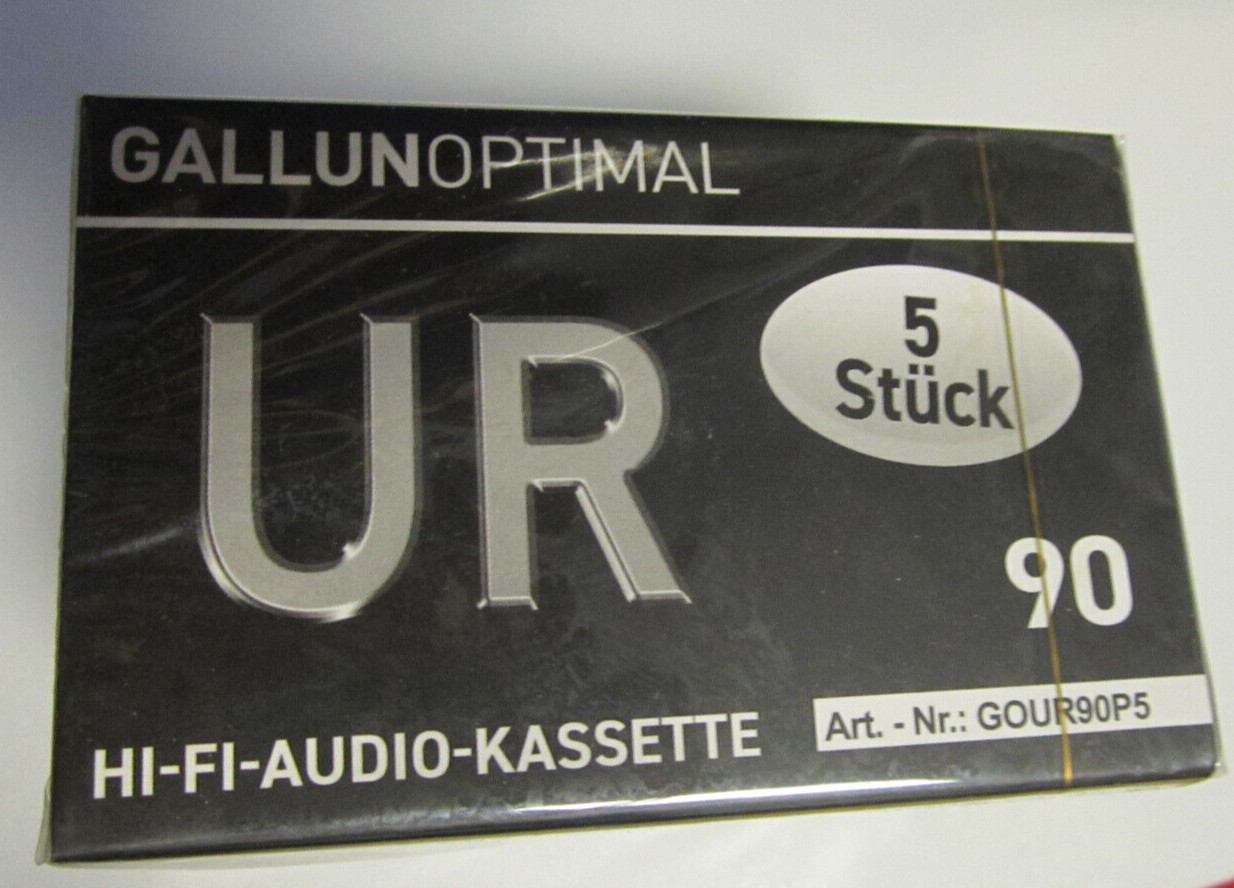 GALLUNOPTIMAL
UR
5
Stück
90
Art. - Nr.: GOUR90P5
HI-FI-AUDIO-KASSETTE